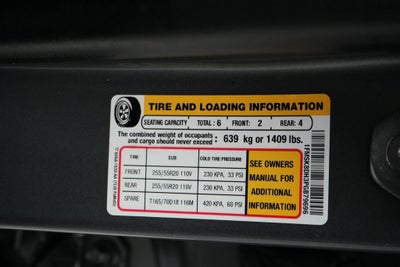 TIRE AND LOADING INFORMATION
SEATING CAPACITY TOTAL: 6 FRONT: 2 REAR: 4
The combined weight of occupants and cargo should never exceed: 639 kg or 1409 lbs.
TIRE SIZE COLD TIRE PRESSURE
FRONT 255/55R20 110V 230 KPA, 33 PSI
REAR 255/55R20 110V 230 KPA, 33 PSI
SPARE T165/70D18 116M 420 KPA, 60 PSI
SEE OWNERS
MANUAL FOR
ADDITIONAL
INFORMATION